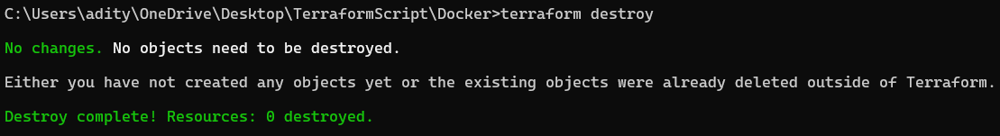 C:\Users\adity\OneDrive\Desktop\TerraformScript\Docker>terraform destroy
No changes. No objects need to be destroyed.
Either you have not created any objects yet or the existing objects were already deleted outside of Terraform.
Destroy complete! Resources: 0 destroyed.